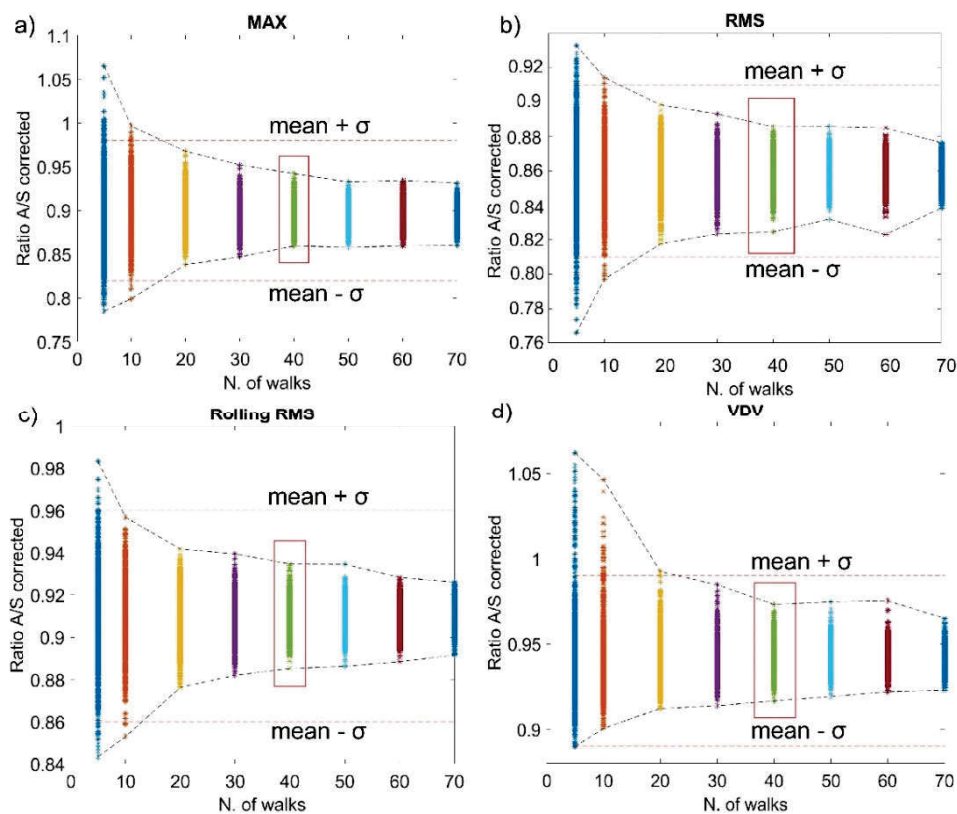 a)
MAX
1.1
1.05
1
0.95
0.9
0.85
0.8
0.75
Ratio A/S corrected
mean + σ
mean - σ
0 10 20 30 40 50 60 70
N. of walks
b)
RMS
0.92
0.9
0.88
0.86
0.84
0.82
0.80
0.78
0.76
Ratio A/S corrected
mean + σ
mean - σ
0 10 20 30 40 50 60 70
N. of walks
c)
Rolling RMS
1
0.98
0.96
0.94
0.92
0.9
0.88
0.86
0.84
Ratio A/S corrected
mean + σ
mean - σ
0 10 20 30 40 50 60 70
N. of walks
d)
VDV
1.05
1
0.95
0.9
Ratio A/S corrected
mean + σ
mean - σ
0 10 20 30 40 50 60 70
N. of walks